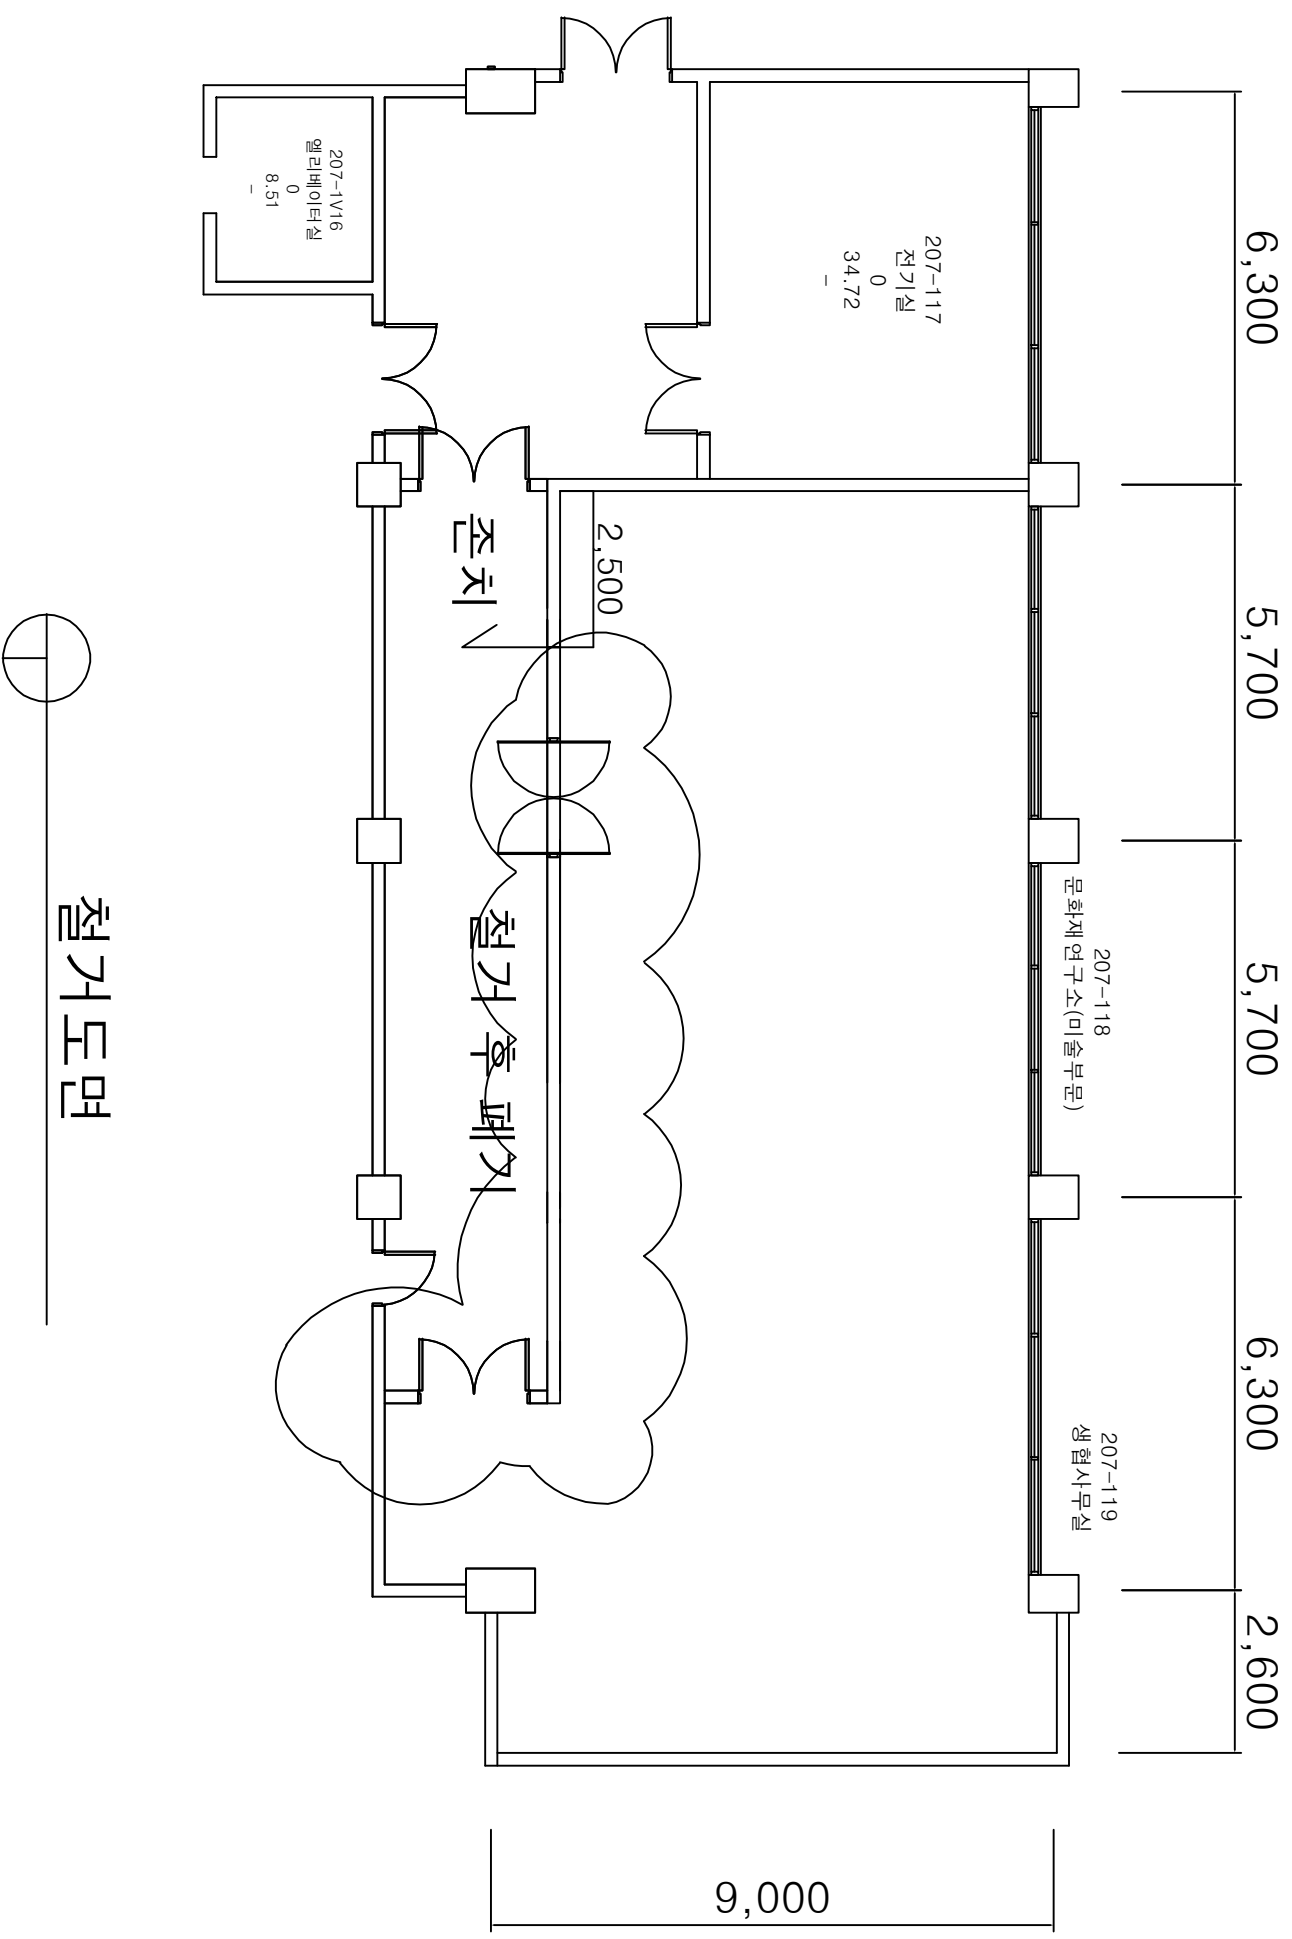 6,300
5,700
5,700
6,300
2,600
207-118
문화재연구소(미술부문)
207-119
생협사무실
207-117
전기실
0
34.72
-
2,500
존치
철거 후 폐기
207-1V16
엘리베이터실
0
8.51
-
9,000
철거도면